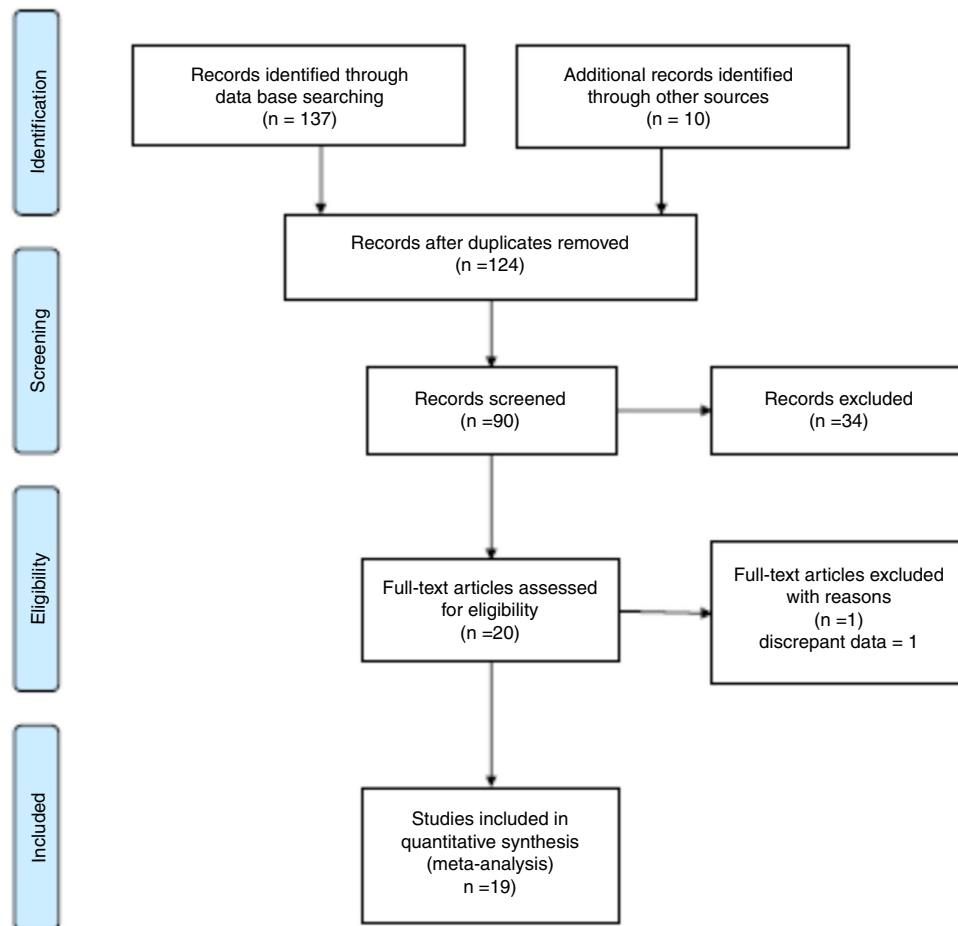 Identification
Records identified through
data base searching
(n = 137)
Additional records identified
through other sources
(n = 10)
Screening
Records after duplicates removed
(n =124)
Records screened
(n =90)
Records excluded
(n =34)
Eligibility
Full-text articles assessed
for eligibility
(n =20)
Full-text articles excluded
with reasons
(n =1)
discrepant data = 1
Included
Studies included in
quantitative synthesis
(meta-analysis)
n =19)